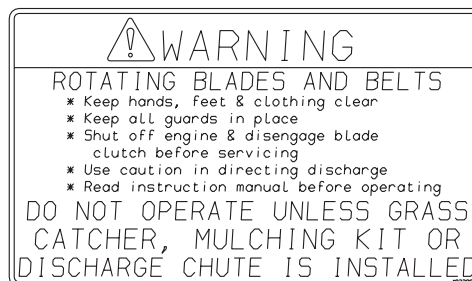 WARNING
ROTATING BLADES AND BELTS
* Keep hands, feet & clothing clear
* Keep all guards in place
* Shut off engine & disengage blade
clutch before servicing
* Use caution in directing discharge
* Read instruction manual before operating
DO NOT OPERATE UNLESS GRASS
CATCHER, MULCHING KIT OR
DISCHARGE CHUTE IS INSTALLED